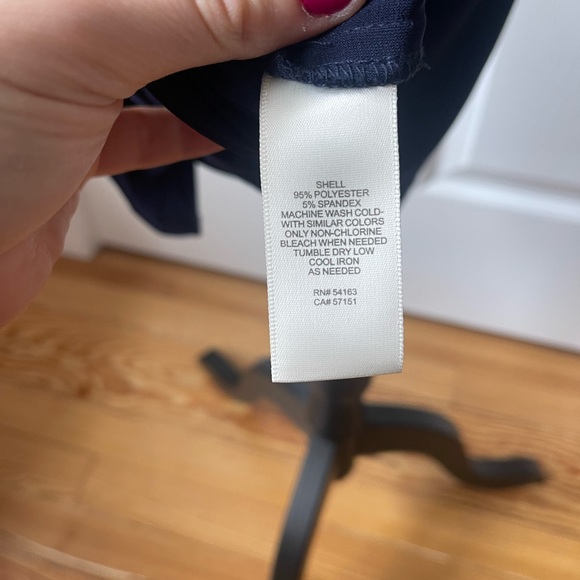 SHELL
95% POLYESTER
5% SPANDEX
MACHINE WASH COLD-
WITH SIMILAR COLORS
ONLY NON-CHLORINE
BLEACH WHEN NEEDED
TUMBLE DRY LOW
COOL IRON
AS NEEDED
RN# 54163
CA# 57151